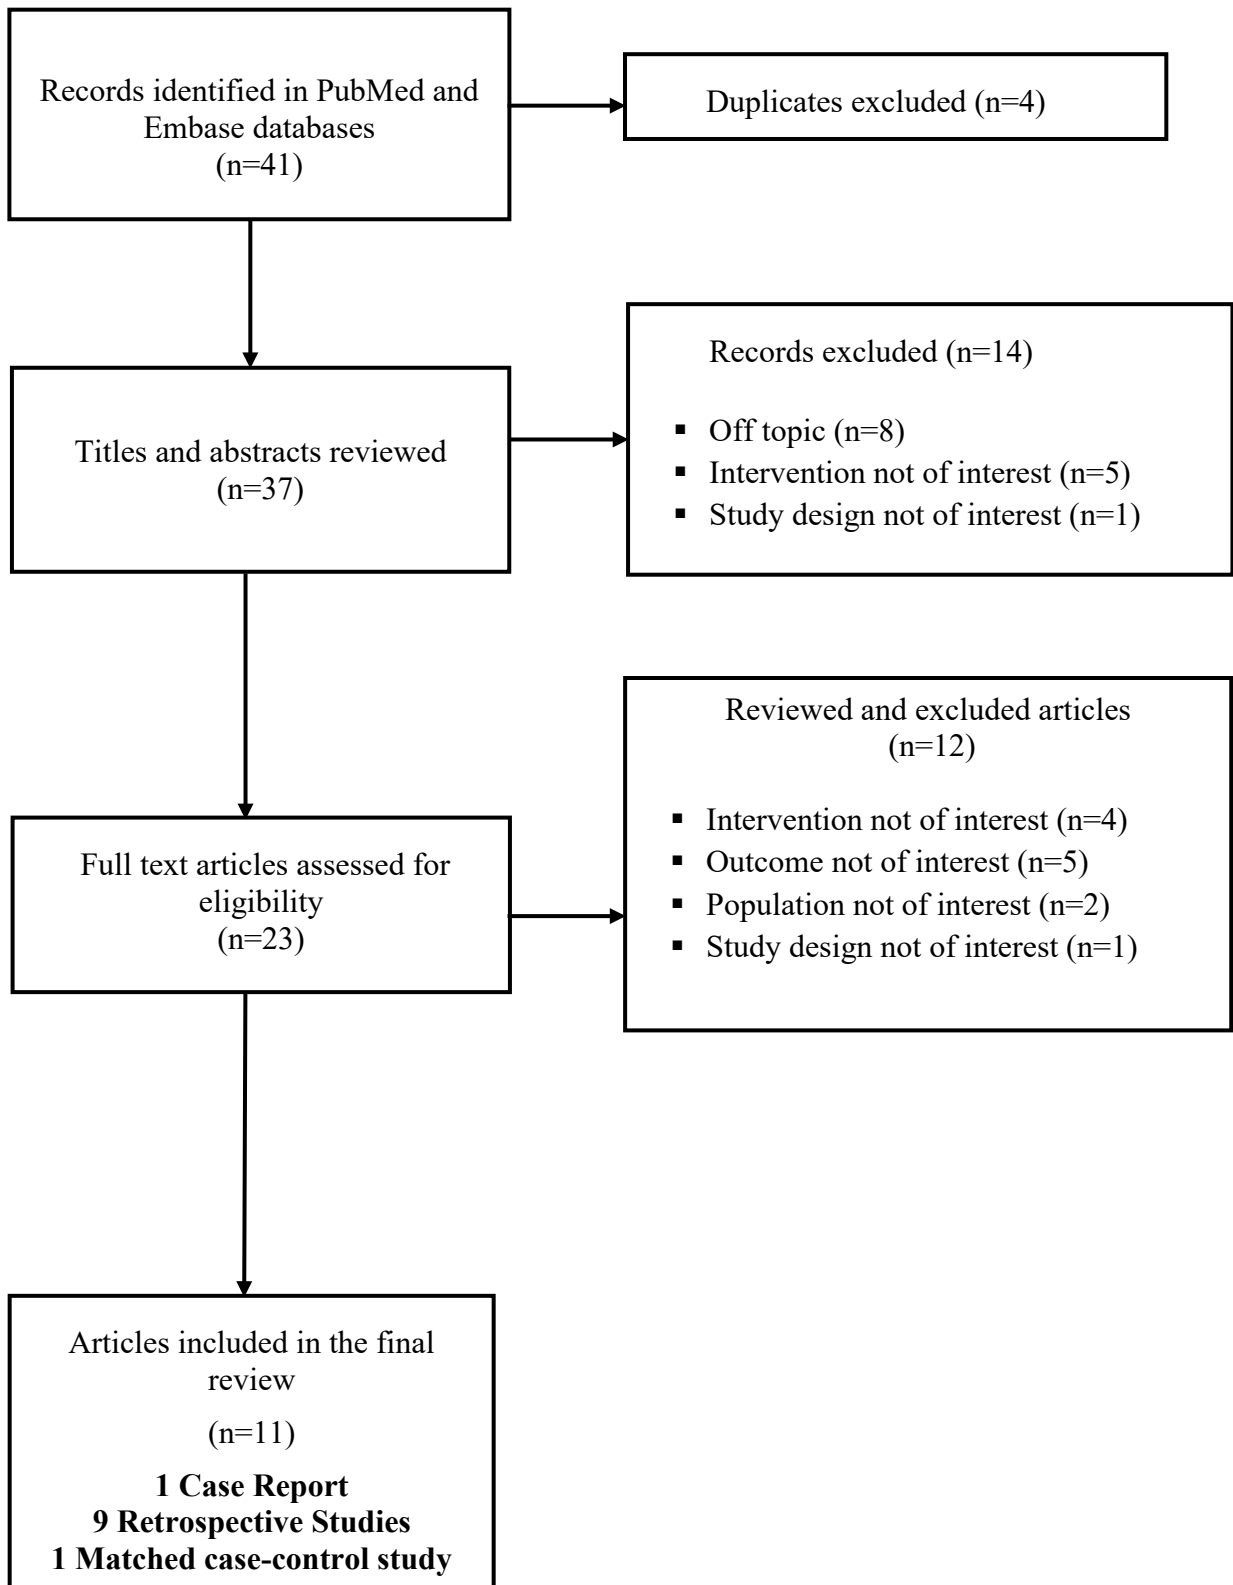 Records identified in PubMed and
Embase databases
(n=41)
Duplicates excluded (n=4)
Titles and abstracts reviewed
(n=37)
Records excluded (n=14)
▪ Off topic (n=8)
▪ Intervention not of interest (n=5)
▪ Study design not of interest (n=1)
Full text articles assessed for
eligibility
(n=23)
Reviewed and excluded articles
(n=12)
▪ Intervention not of interest (n=4)
▪ Outcome not of interest (n=5)
▪ Population not of interest (n=2)
▪ Study design not of interest (n=1)
Articles included in the final
review
(n=11)
1 Case Report
9 Retrospective Studies
1 Matched case-control study